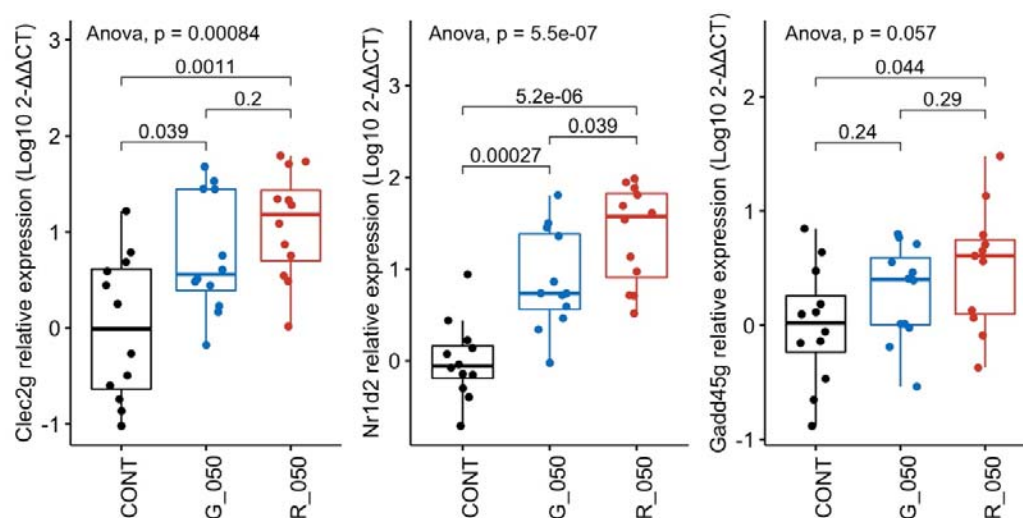 Clec2g relative expression (Log10 2-ΔΔCT)
Anova, p = 0.00084
3
2
1
0
-1
0.0011
0.2
0.039
CONT
G_050
R_050
Nr1d2 relative expression (Log10 2-ΔΔCT)
Anova, p = 5.5e-07
3
2
1
0
5.2e-06
0.039
0.00027
CONT
G_050
R_050
Gadd45g relative expression (Log10 2-ΔΔCT)
Anova, p = 0.057
2
1
0
-1
0.044
0.29
0.24
CONT
G_050
R_050